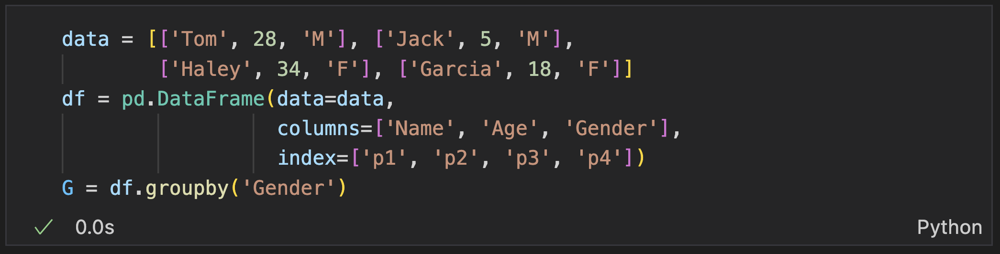 data = [['Tom', 28, 'M'], ['Jack', 5, 'M'],
['Haley', 34, 'F'], ['Garcia', 18, 'F']]
df = pd.DataFrame(data=data,
columns=['Name', 'Age', 'Gender'],
index=['p1', 'p2', 'p3', 'p4'])
G = df.groupby('Gender')
0.0s
Python